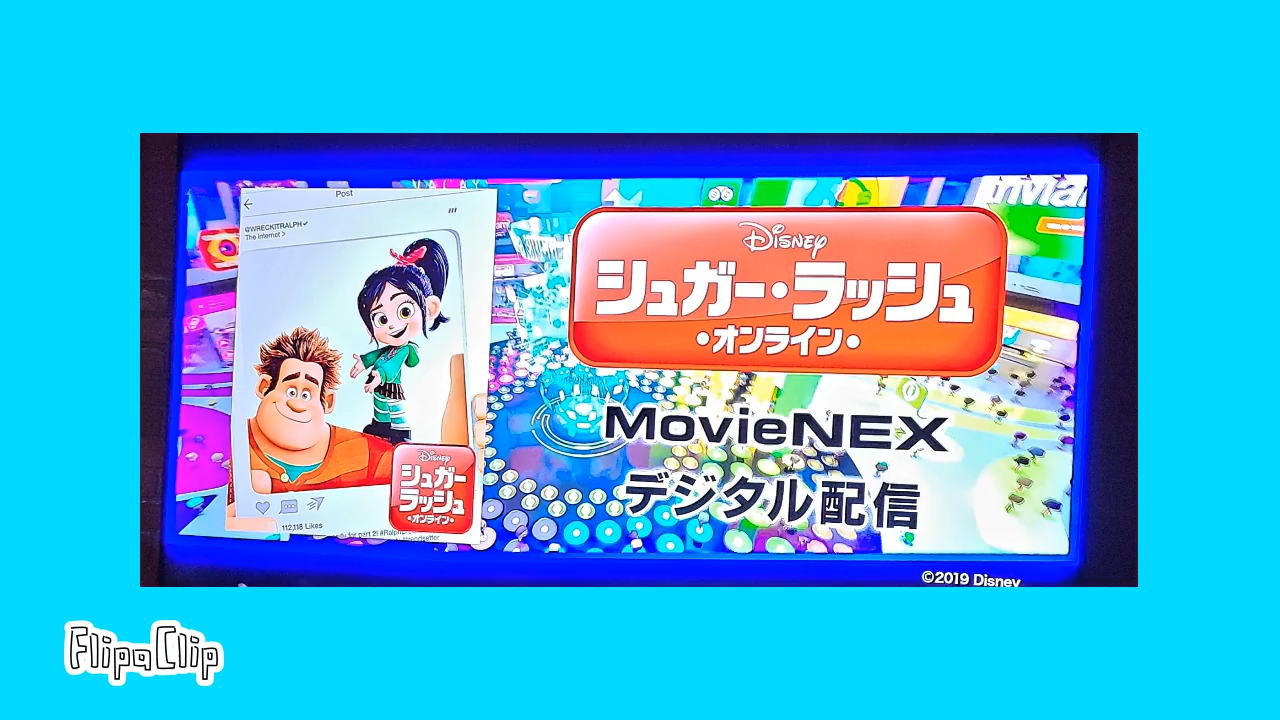 Post
@WRECKITRALPH
The Internet >
112,118 Likes
DISNEY
シュガー
ラッシュ
・オンライン・
trivia
DISNEY
シュガー・ラッシュ
・オンライン・
MovieNEX
デジタル配信
©2019 Disney
FlipaClip